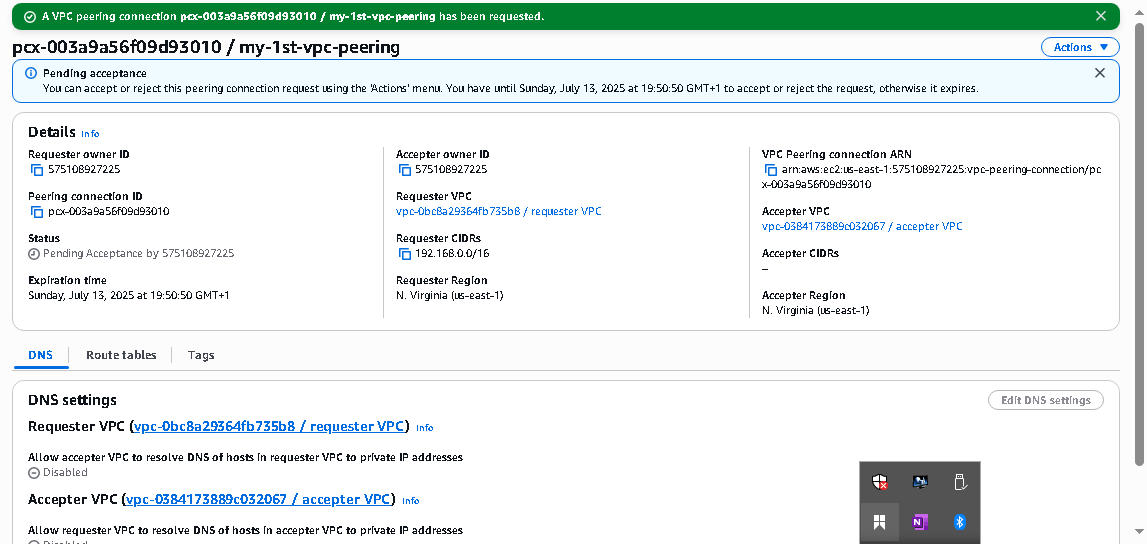 A VPC peering connection pcx-003a9a56f09d93010 / my-1st-vpc-peering has been requested.
pcx-003a9a56f09d93010 / my-1st-vpc-peering
Actions
Pending acceptance
You can accept or reject this peering connection request using the 'Actions' menu. You have until Sunday, July 13, 2025 at 19:50:50 GMT+1 to accept or reject the request, otherwise it expires.
Details Info
Requester owner ID
575108927225
Peering connection ID
pcx-003a9a56f09d93010
Status
Pending Acceptance by 575108927225
Expiration time
Sunday, July 13, 2025 at 19:50:50 GMT+1
Accepter owner ID
575108927225
Requester VPC
vpc-0bc8a29364fb735b8 / requester VPC
Requester CIDRs
192.168.0.0/16
Requester Region
N. Virginia (us-east-1)
VPC Peering connection ARN
arn:aws:ec2:us-east-1:575108927225:vpc-peering-connection/pc
x-003a9a56f09d93010
Accepter VPC
vpc-0384173889c032067 / accepter VPC
Accepter CIDRs
–
Accepter Region
N. Virginia (us-east-1)
DNS
Route tables
Tags
DNS settings
Edit DNS settings
Requester VPC (vpc-0bc8a29364fb735b8 / requester VPC) Info
Allow accepter VPC to resolve DNS of hosts in requester VPC to private IP addresses
Disabled
Accepter VPC (vpc-0384173889c032067 / accepter VPC) Info
Allow requester VPC to resolve DNS of hosts in accepter VPC to private IP addresses
Disabled